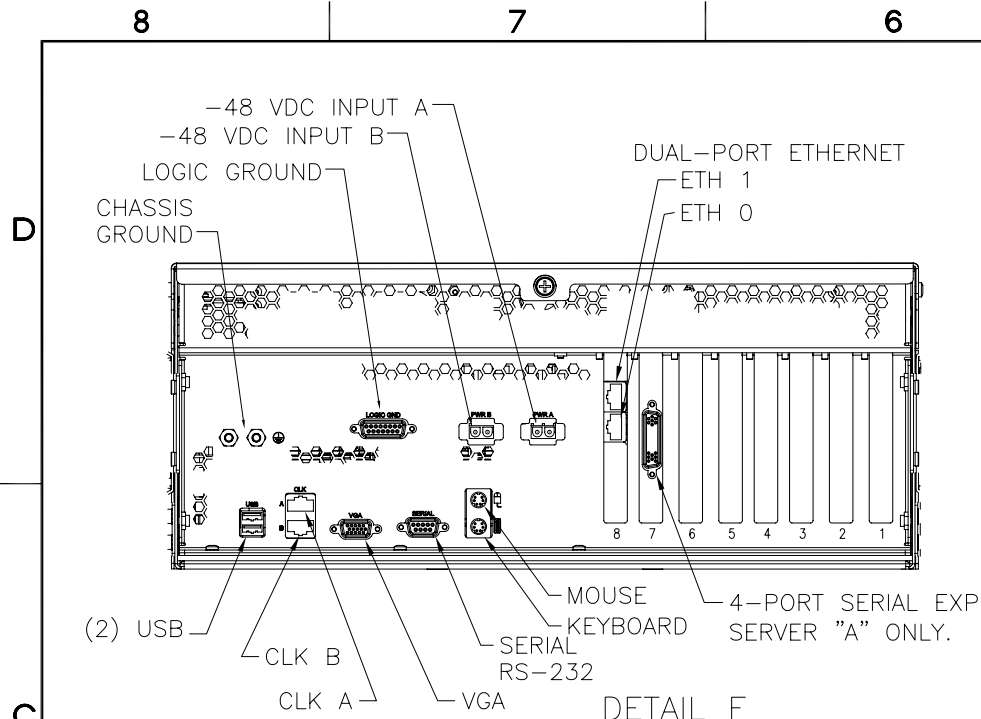 8 7 6
-48 VDC INPUT A
-48 VDC INPUT B
LOGIC GROUND
CHASSIS
GROUND
DUAL-PORT ETHERNET
ETH 1
ETH 0
D
LOGIC GND
PWR B
PWR A
USB
CLK
A
B
VGA
SERIAL
8 7 6 5 4 3 2 1
(2) USB
CLK B
CLK A
VGA
SERIAL
RS-232
MOUSE
KEYBOARD
4-PORT SERIAL EXP
SERVER "A" ONLY.
DETAIL F
C